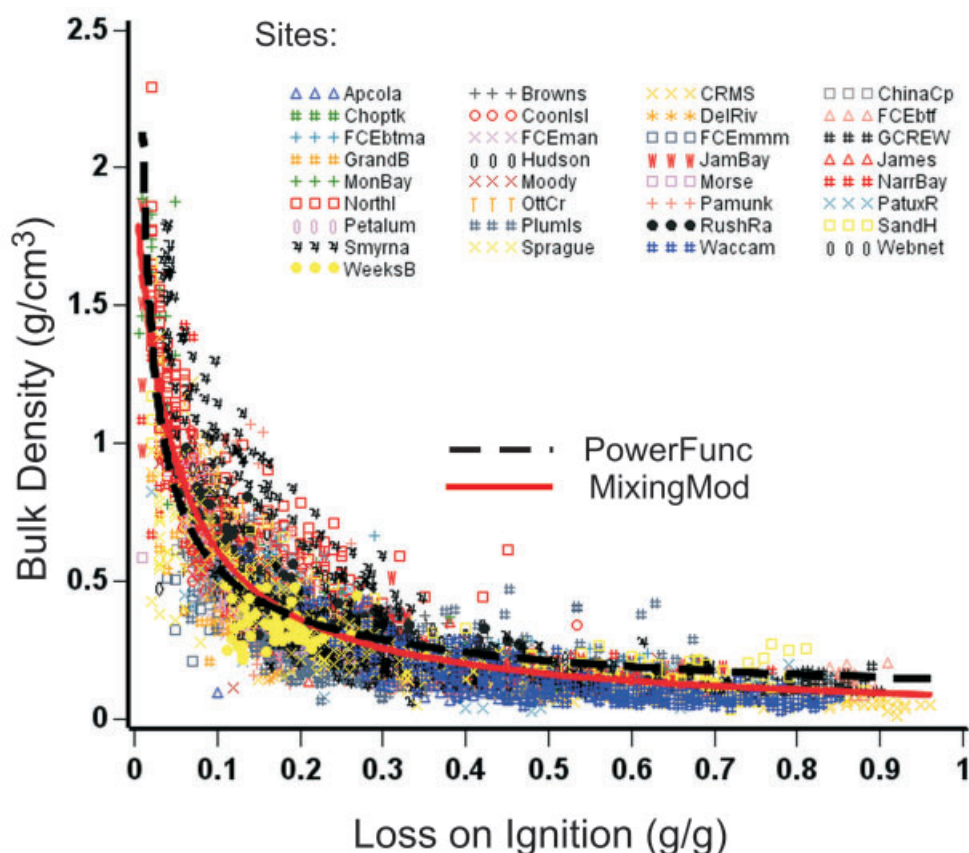 Sites:
Apcola Browns CRMS ChinaCp
Choptk CoonIsl DelRiv FCEbtf
FCEbtma FCEman FCEmmm GCREW
GrandB Hudson JamBay James
MonBay Moody Morse NarrBay
NorthI OttCr Pamunk PatuxR
Petalum PlumIs RushRa SandH
Smyrna Sprague Waccam Webnet
WeeksB
PowerFunc
MixingMod
Bulk Density (g/cm³)
2.5
2
1.5
1
0.5
0
0 0.1 0.2 0.3 0.4 0.5 0.6 0.7 0.8 0.9 1
Loss on Ignition (g/g)